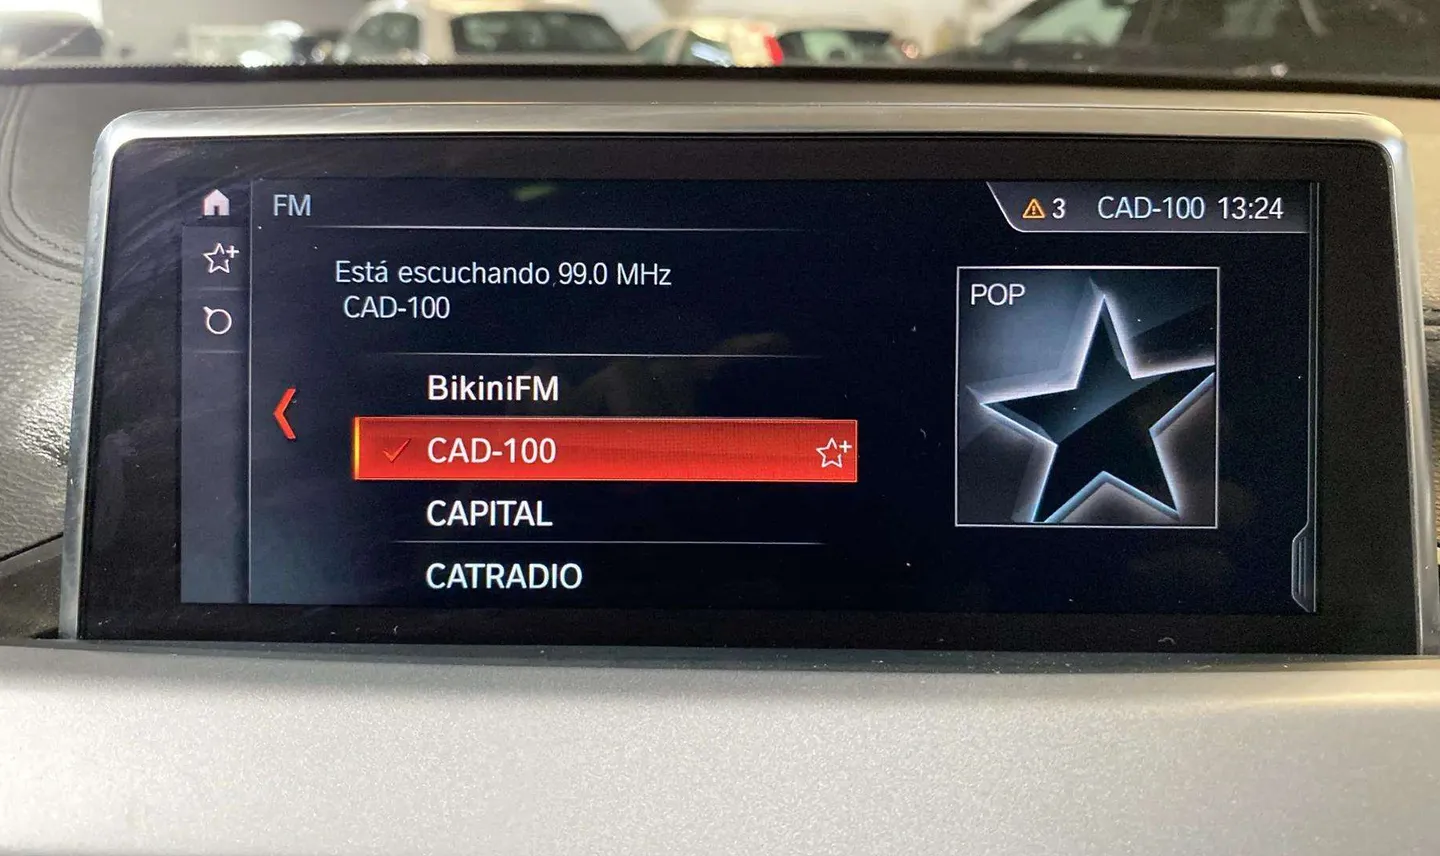 FM
3 CAD-100 13:24
Está escuchando 99.0 MHz
CAD-100
POP
BikiniFM
CAD-100
CAPITAL
CATRADIO